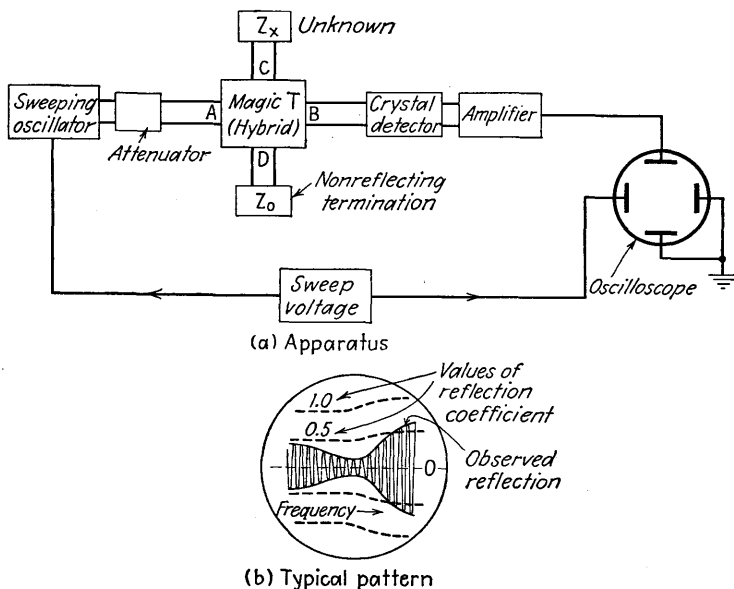 Zx Unknown
C
Sweeping
oscillator
Attenuator
A
Magic T
(Hybrid)
B
Crystal
detector
Amplifier
D
Zo
Nonreflecting
termination
Sweep
voltage
Oscilloscope
(a) Apparatus
Values of
reflection
coefficient
1.0
0.5
0
Observed
reflection
Frequency
(b) Typical pattern